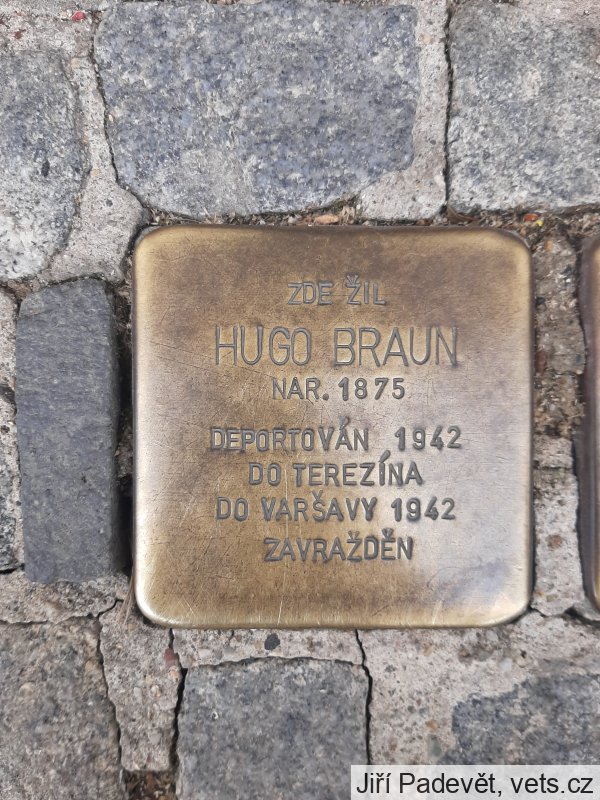 ZDE ŽIL
HUGO BRAUN
NAR. 1875
DEPORTOVÁN 1942
DO TEREZÍNA
DO VARŠAVY 1942
ZAVRAŽDĚN
Jiří Padevět, vets.cz